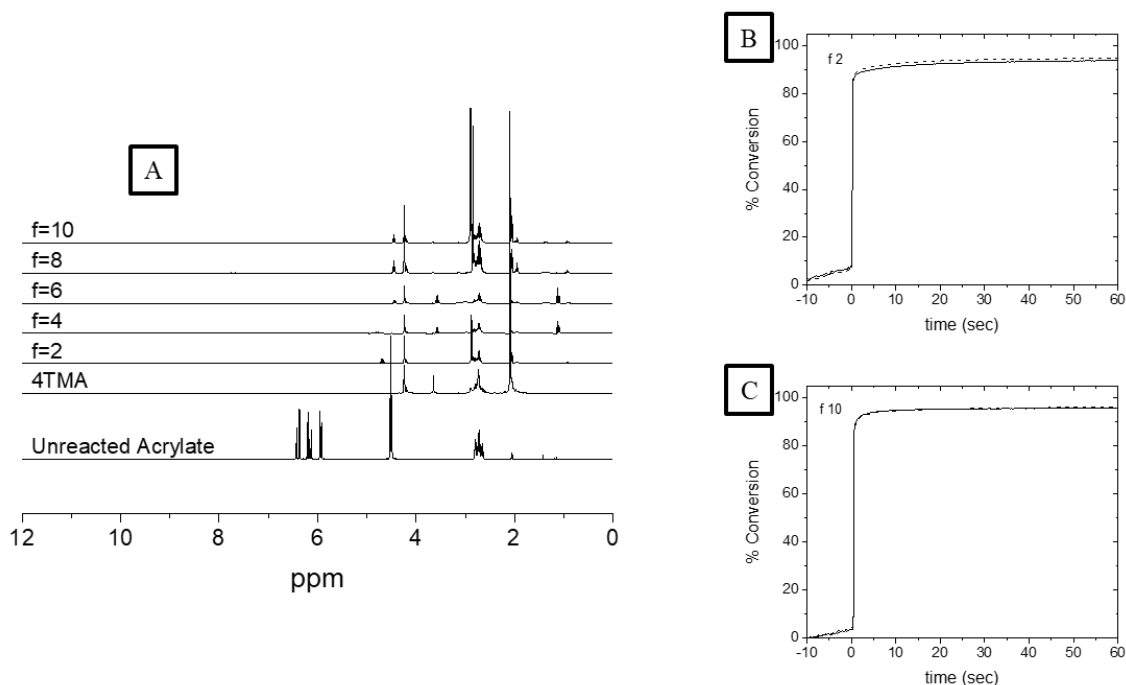 A
f=10
f=8
f=6
f=4
f=2
4TMA
Unreacted Acrylate
12 10 8 6 4 2 0
ppm
B
f 2
% Conversion
100
80
60
40
20
0
-10 0 10 20 30 40 50 60
time (sec)
C
f 10
% Conversion
100
80
60
40
20
0
-10 0 10 20 30 40 50 60
time (sec)